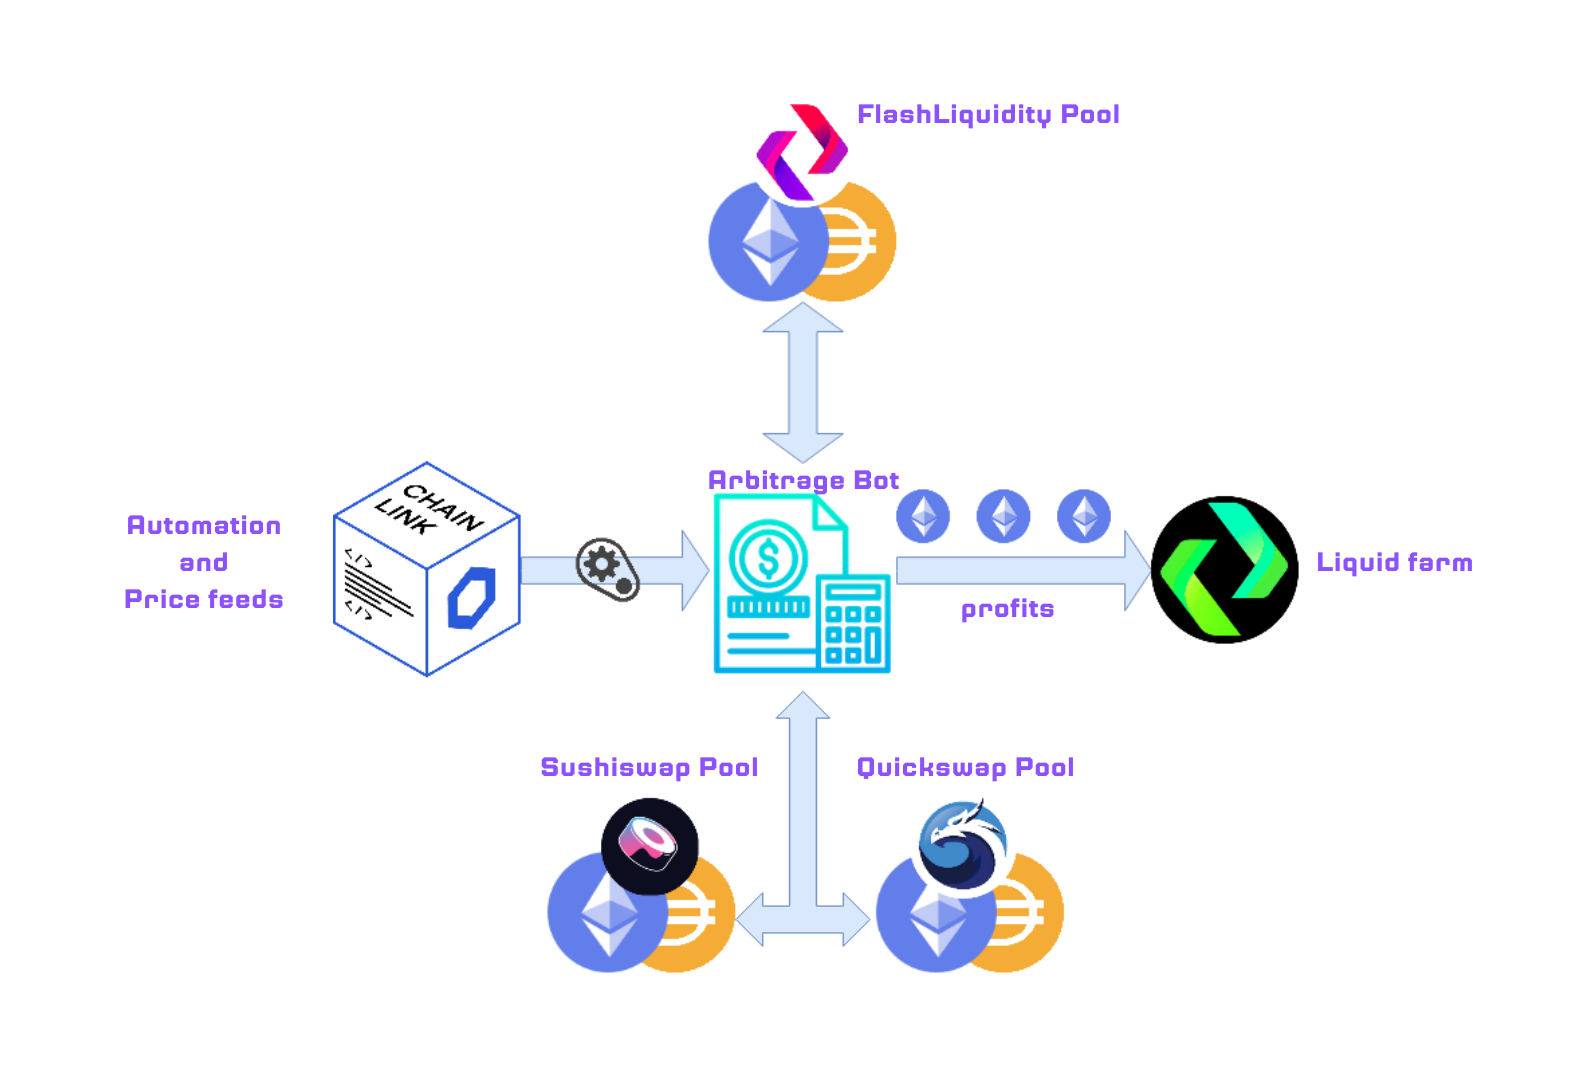 FlashLiquidity Pool
Arbitrage Bot
CHAIN
LINK
</>
</>
Automation
and
Price feeds
$
profits
Liquid farm
Sushiswap Pool
Quickswap Pool